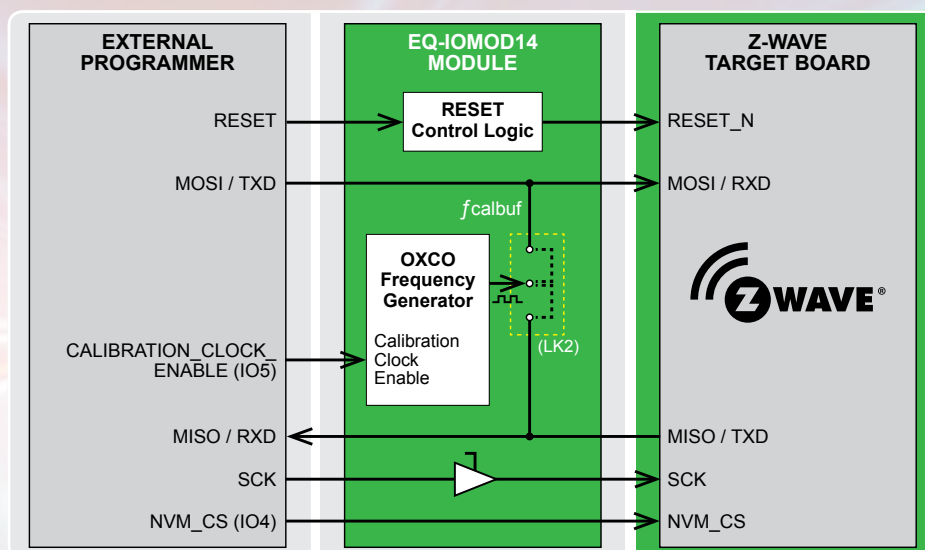 EXTERNAL
PROGRAMMER
EQ-IOMOD14
MODULE
Z-WAVE
TARGET BOARD
RESET
RESET
Control Logic
RESET_N
MOSI / TXD
MOSI / RXD
ƒcalbuf
OXCO
Frequency
Generator
Calibration
Clock
Enable
(LK2)
Z WAVE®
CALIBRATION_CLOCK_
ENABLE (IO5)
MISO / RXD
MISO / TXD
SCK
SCK
NVM_CS (IO4)
NVM_CS